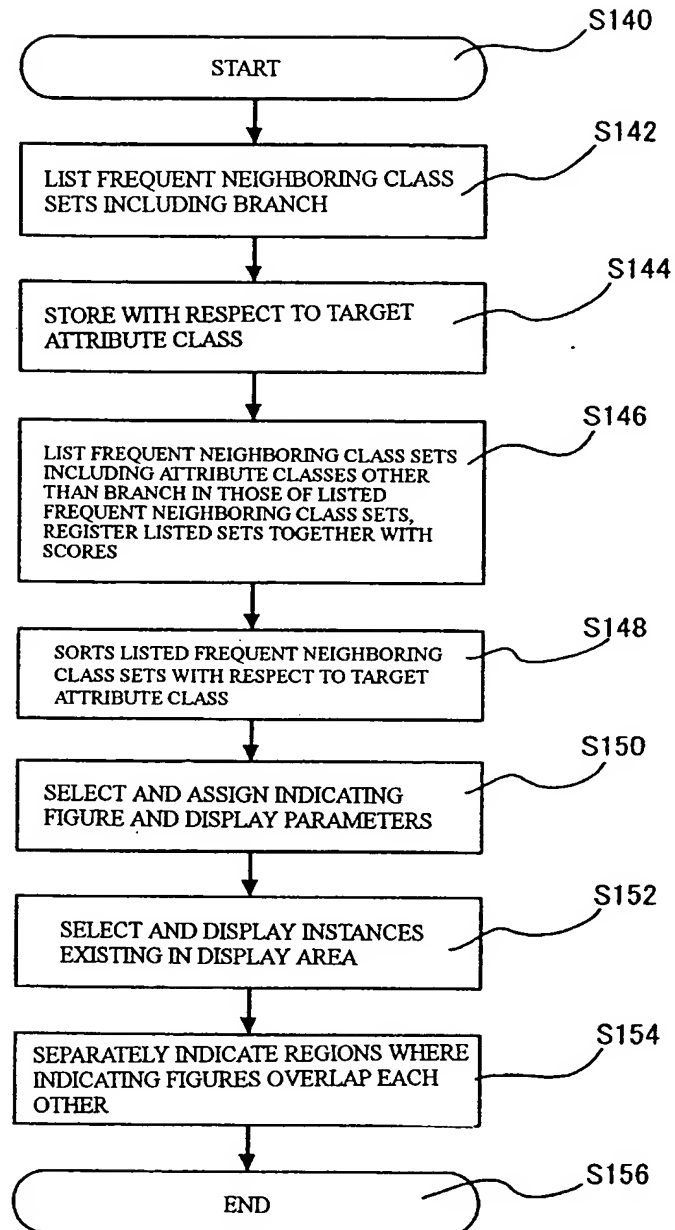 S140
START
S142
LIST FREQUENT NEIGHBORING CLASS
SETS INCLUDING BRANCH
S144
STORE WITH RESPECT TO TARGET
ATTRIBUTE CLASS
S146
LIST FREQUENT NEIGHBORING CLASS SETS
INCLUDING ATTRIBUTE CLASSES OTHER
THAN BRANCH IN THOSE OF LISTED
FREQUENT NEIGHBORING CLASS SETS,
REGISTER LISTED SETS TOGETHER WITH
SCORES
S148
SORTS LISTED FREQUENT NEIGHBORING
CLASS SETS WITH RESPECT TO TARGET
ATTRIBUTE CLASS
S150
SELECT AND ASSIGN INDICATING
FIGURE AND DISPLAY PARAMETERS
S152
SELECT AND DISPLAY INSTANCES
EXISTING IN DISPLAY AREA
S154
SEPARATELY INDICATE REGIONS WHERE
INDICATING FIGURES OVERLAP EACH
OTHER
S156
END